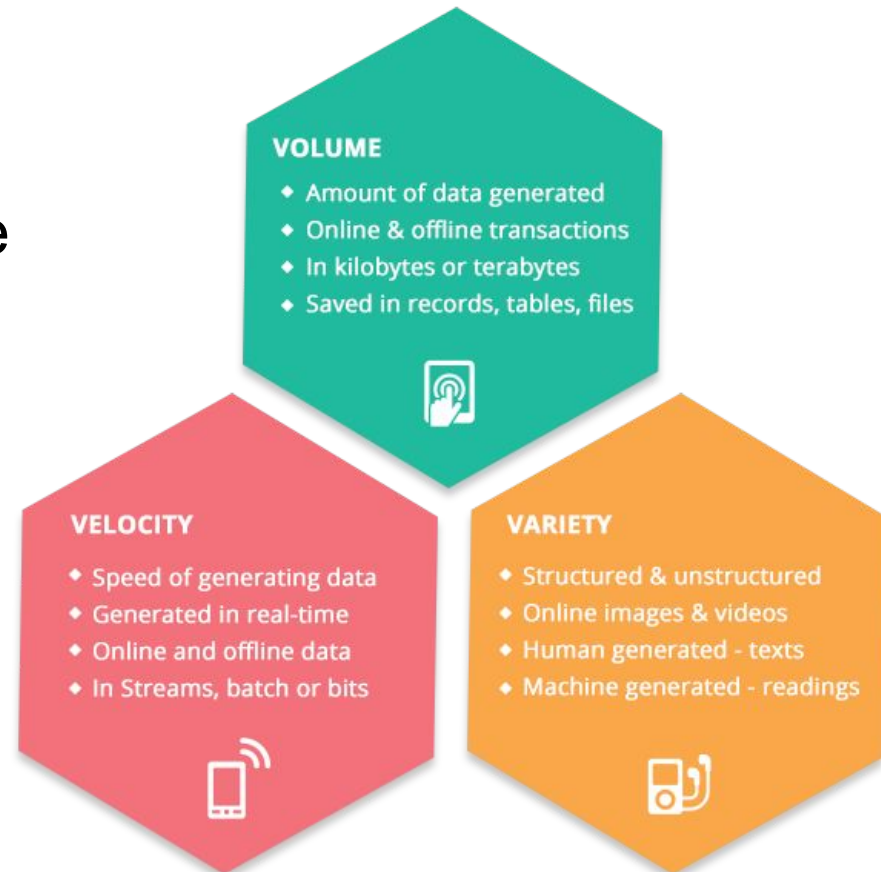 e
VOLUME
◆ Amount of data generated
◆ Online & offline transactions
◆ In kilobytes or terabytes
◆ Saved in records, tables, files
VELOCITY
◆ Speed of generating data
◆ Generated in real-time
◆ Online and offline data
◆ In Streams, batch or bits
VARIETY
◆ Structured & unstructured
◆ Online images & videos
◆ Human generated - texts
◆ Machine generated - readings